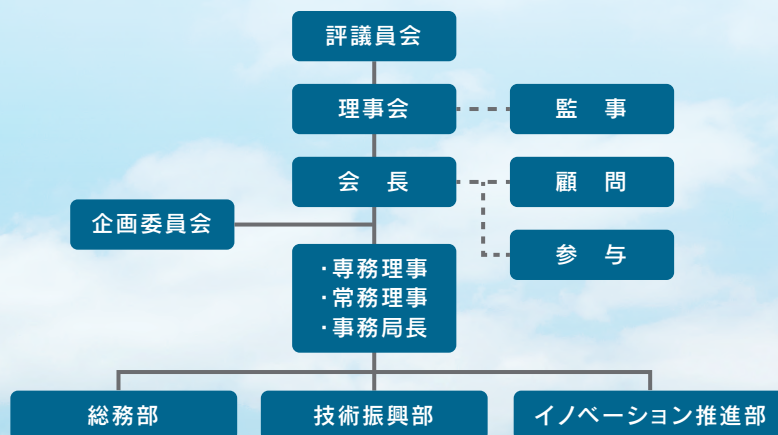 評議員会
理事会
監 事
会 長
顧 問
企画委員会
参 与
・専務理事
・常務理事
・事務局長
総務部
技術振興部
イノベーション推進部